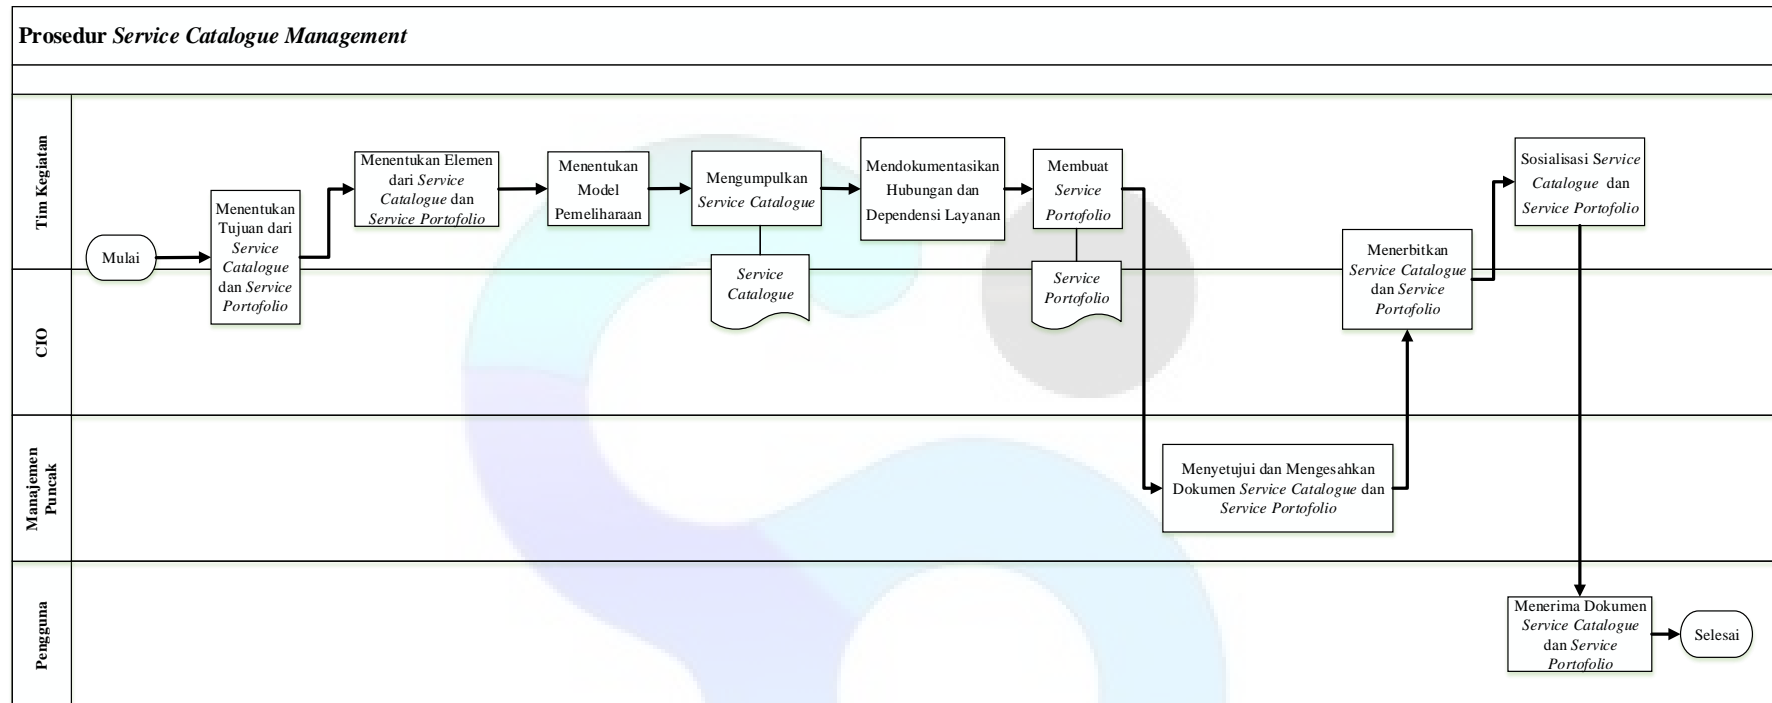 Prosedur Service Catalogue Management
Tim Kegiatan
CIO
Manajemen
Puncak
Pengguna
Mulai
Menentukan
Tujuan dari
Service
Catalogue
dan Service
Portofolio
Menentukan Elemen
dari Service
Catalogue dan
Service Portofolio
Menentukan
Model
Pemeliharaan
Mengumpulkan
Service Catalogue
Service
Catalogue
Mendokumentasikan
Hubungan dan
Dependensi Layanan
Membuat
Service
Portofolio
Service
Portofolio
Menyetujui dan Mengesahkan
Dokumen Service Catalogue dan
Service Portofolio
Menerbitkan
Service Catalogue
dan Service
Portofolio
Sosialisasi Service
Catalogue dan
Service Portofolio
Menerima Dokumen
Service Catalogue
dan Service
Portofolio
Selesai